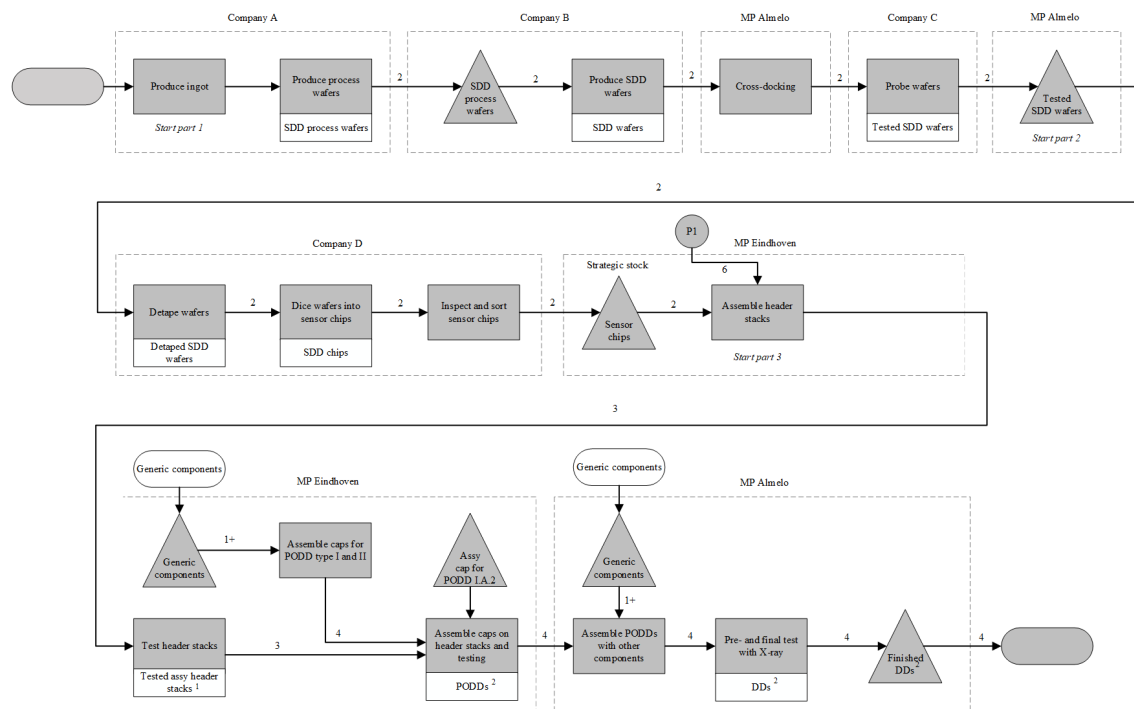 Company A
Company B
MP Almelo
Company C
MP Almelo
Produce ingot
Start part 1
Produce process
wafers
SDD process wafers
2
SDD
process
wafers
2
Produce SDD
wafers
SDD wafers
2
Cross-docking
2
Probe wafers
Tested SDD wafers
2
Tested
SDD wafers
Start part 2
2
Company D
P1
MP Eindhoven
Detape wafers
Detaped SDD
wafers
2
Dice wafers into
sensor chips
SDD chips
2
Inspect and sort
sensor chips
2
Strategic stock
Sensor
chips
2
6
Assemble header
stacks
Start part 3
3
Generic components
MP Eindhoven
Generic
components
1+
Assemble caps for
PODD type I and II
Assy
cap for
PODD I.A.2
4
Test header stacks
Tested assy header
stacks 1
3
Assemble caps on
header stacks and
testing
PODDs 2
4
Generic components
MP Almelo
Generic
components
1+
Assemble PODDs
with other
components
4
Pre- and final test
with X-ray
DDs 2
4
Finished
DDs 2
4